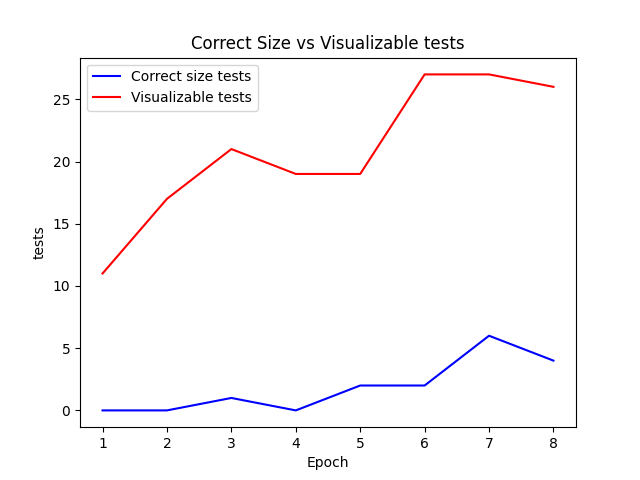 Correct Size vs Visualizable tests
Correct size tests
Visualizable tests
25
20
15
10
5
0
tests
1 2 3 4 5 6 7 8
Epoch